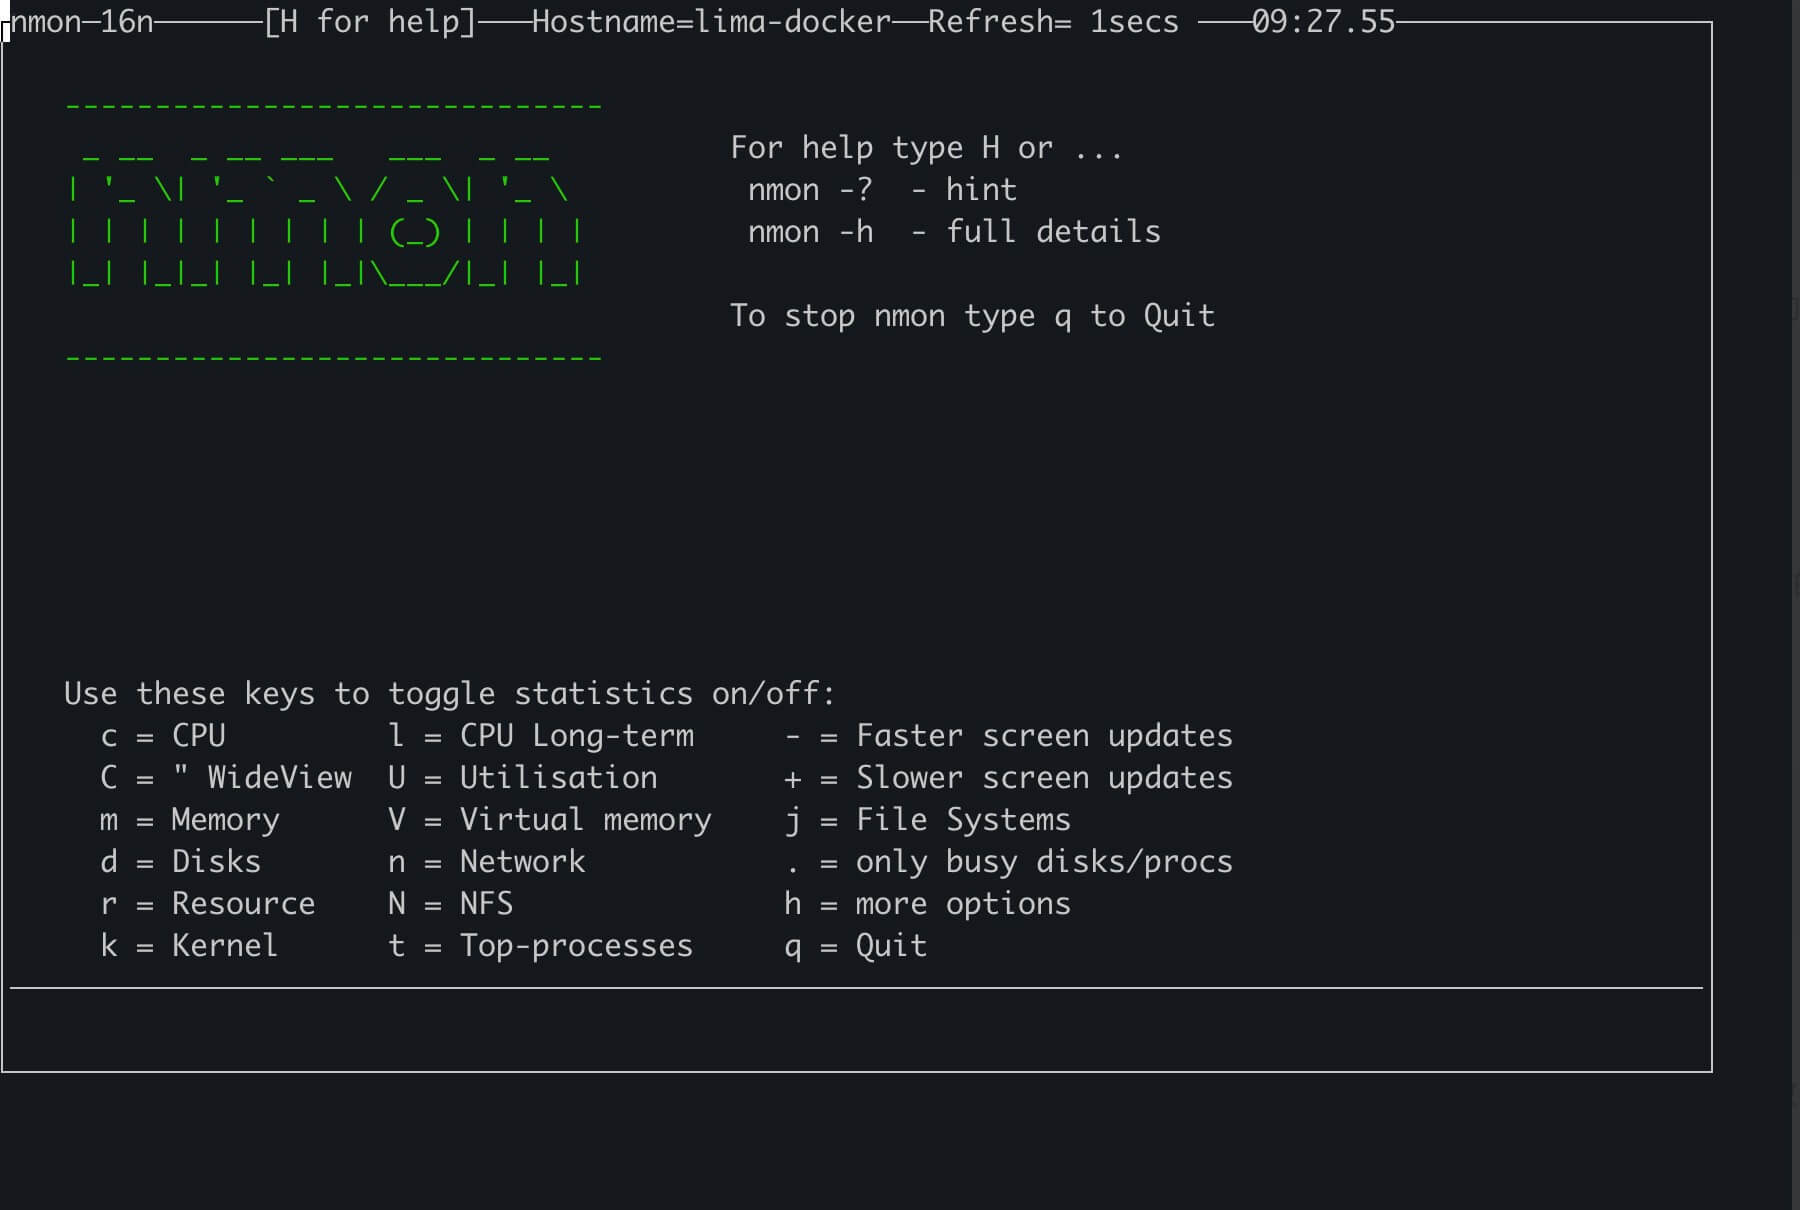 nmon─16n──────[H for help]───Hostname=lima-docker──Refresh= 1secs ───09:27.55
------------------------------
 _ __  _ __ ___   ___  _ __
| '_ \| '_ ` _ \ / _ \| '_ \
| | | | | | | | | (_) | | | |
|_| |_|_| |_| |_|\___/|_| |_|
------------------------------
For help type H or ...
 nmon -?  - hint
 nmon -h  - full details
To stop nmon type q to Quit
Use these keys to toggle statistics on/off:
  c = CPU         l = CPU Long-term     - = Faster screen updates
  C = " WideView  U = Utilisation       + = Slower screen updates
  m = Memory      V = Virtual memory    j = File Systems
  d = Disks       n = Network           . = only busy disks/procs
  r = Resource    N = NFS               h = more options
  k = Kernel      t = Top-processes     q = Quit